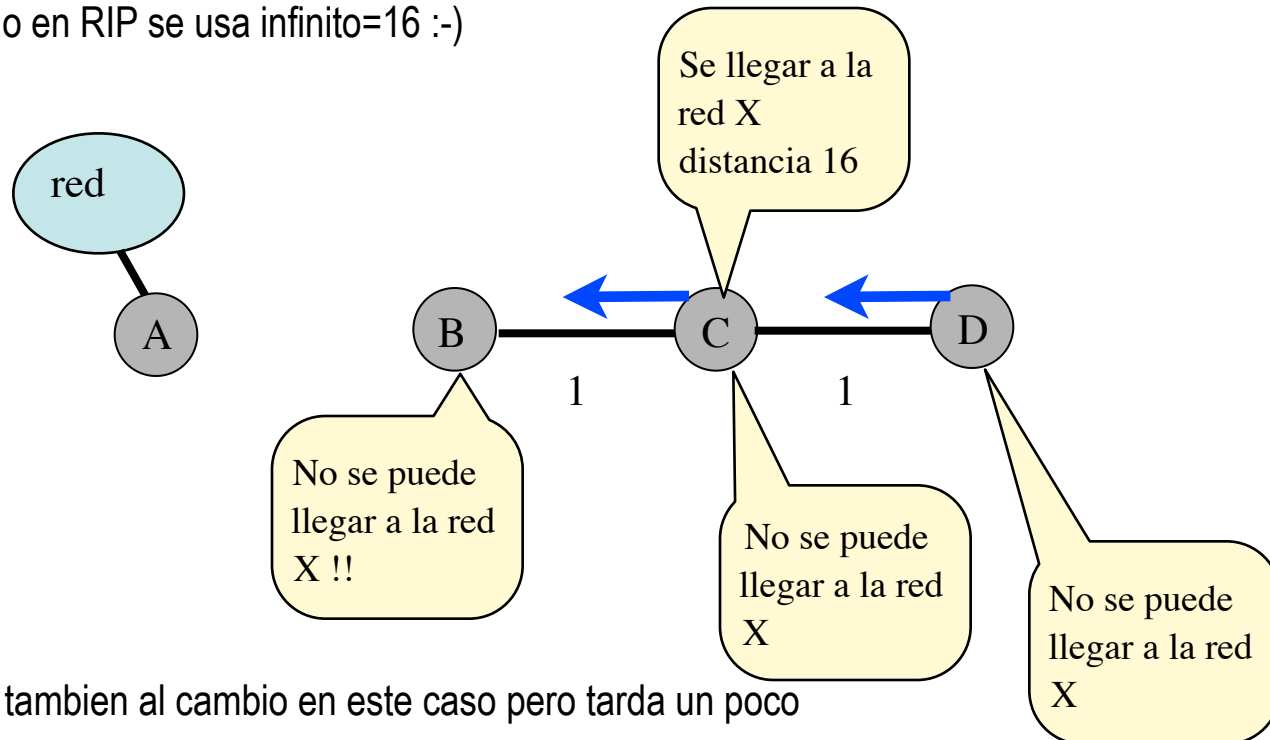 o en RIP se usa infinito=16 :-)
Se llegar a la
red X
distancia 16
red
A
B
C
D
1
1
No se puede
llegar a la red
X !!
No se puede
llegar a la red
X
No se puede
llegar a la red
X
tambien al cambio en este caso pero tarda un poco